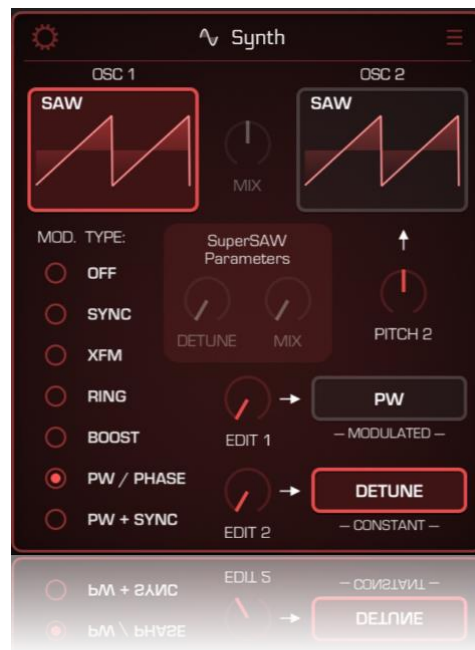 Synth
OSC 1
OSC 2
SAW
SAW
MIX
MOD. TYPE:
SuperSAW
Parameters
OFF
SYNC
DETUNE
MIX
PITCH 2
XFM
RING
EDIT 1
PW
– MODULATED –
BOOST
PW / PHASE
EDIT 2
DETUNE
– CONSTANT –
PW + SYNC